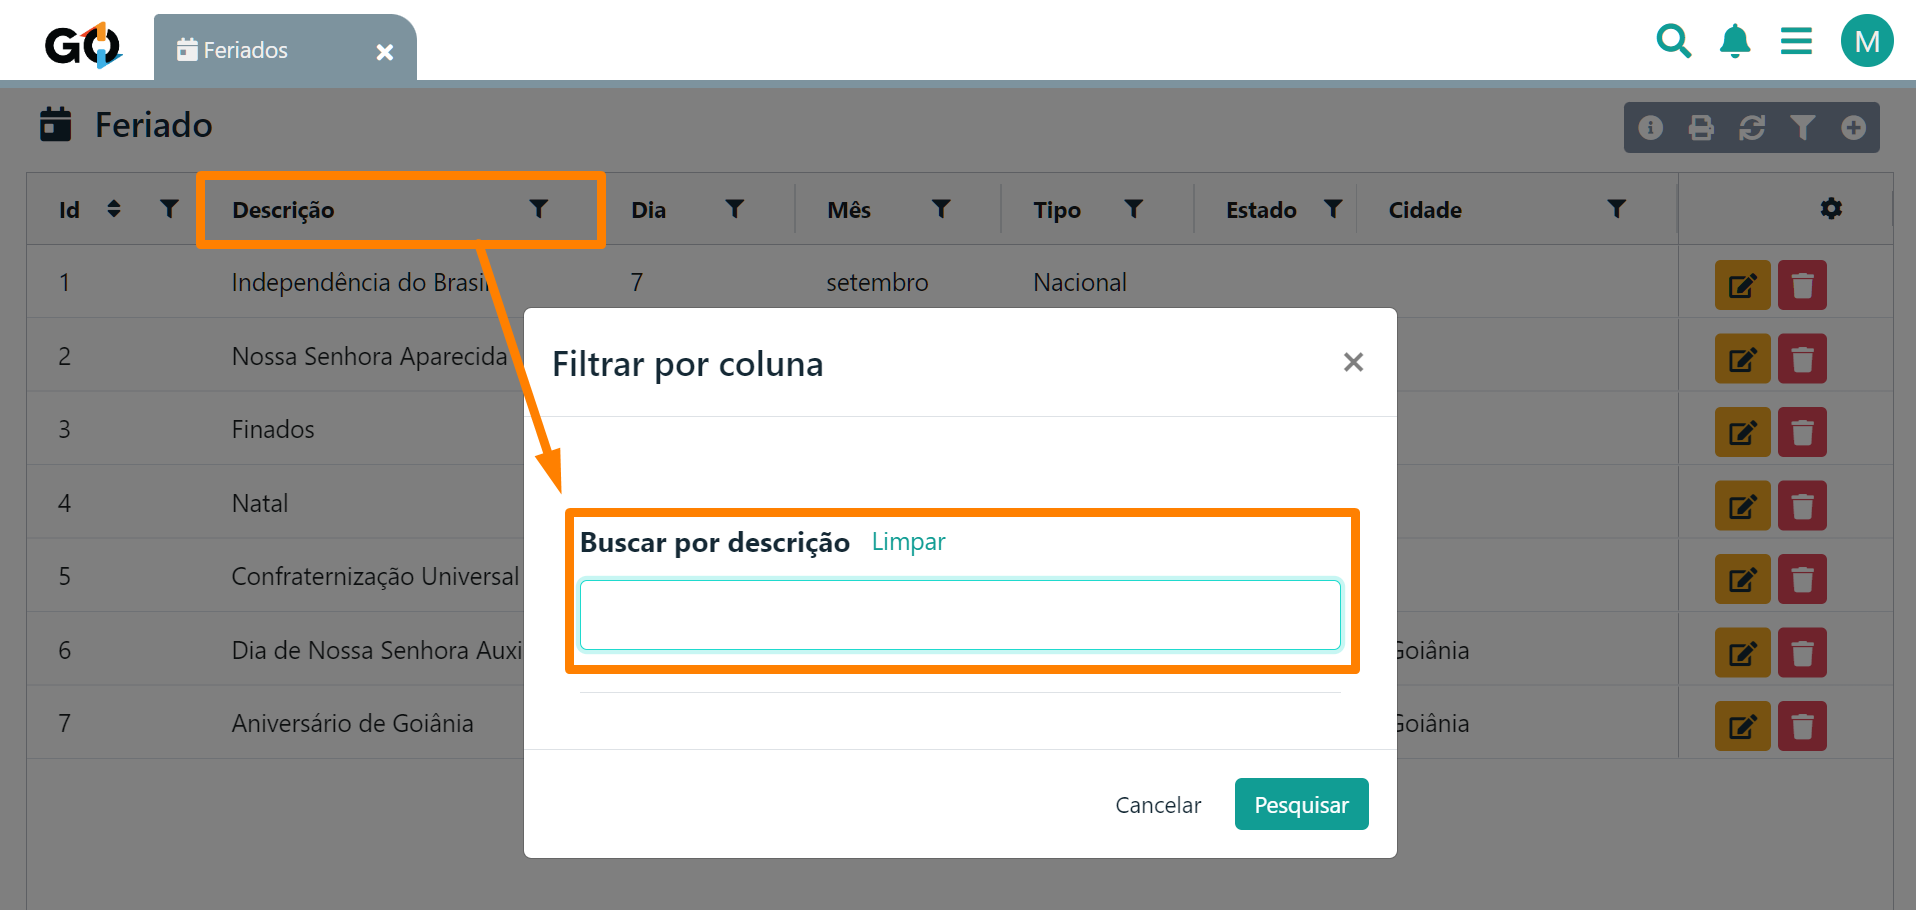 GO
Feriados
M
Feriado
Id Descrição Dia Mês Tipo Estado Cidade
1 Independência do Brasil 7 setembro Nacional
2 Nossa Senhora Aparecida
3 Finados
4 Natal
5 Confraternização Universal
6 Dia de Nossa Senhora Auxi Goiânia
7 Aniversário de Goiânia Goiânia
Filtrar por coluna
Buscar por descrição Limpar
Cancelar Pesquisar